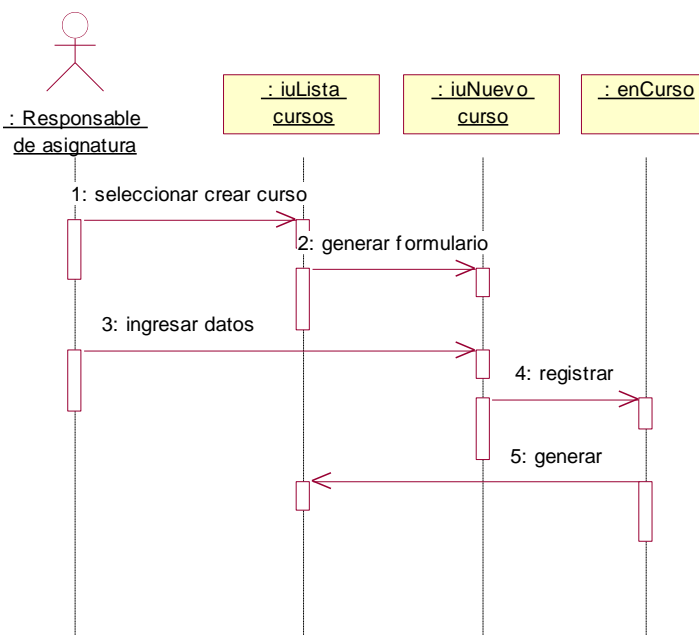 : Responsable
de asignatura
: iuLista
cursos
: iuNuevo
curso
: enCurso
1: seleccionar crear curso
2: generar formulario
3: ingresar datos
4: registrar
5: generar